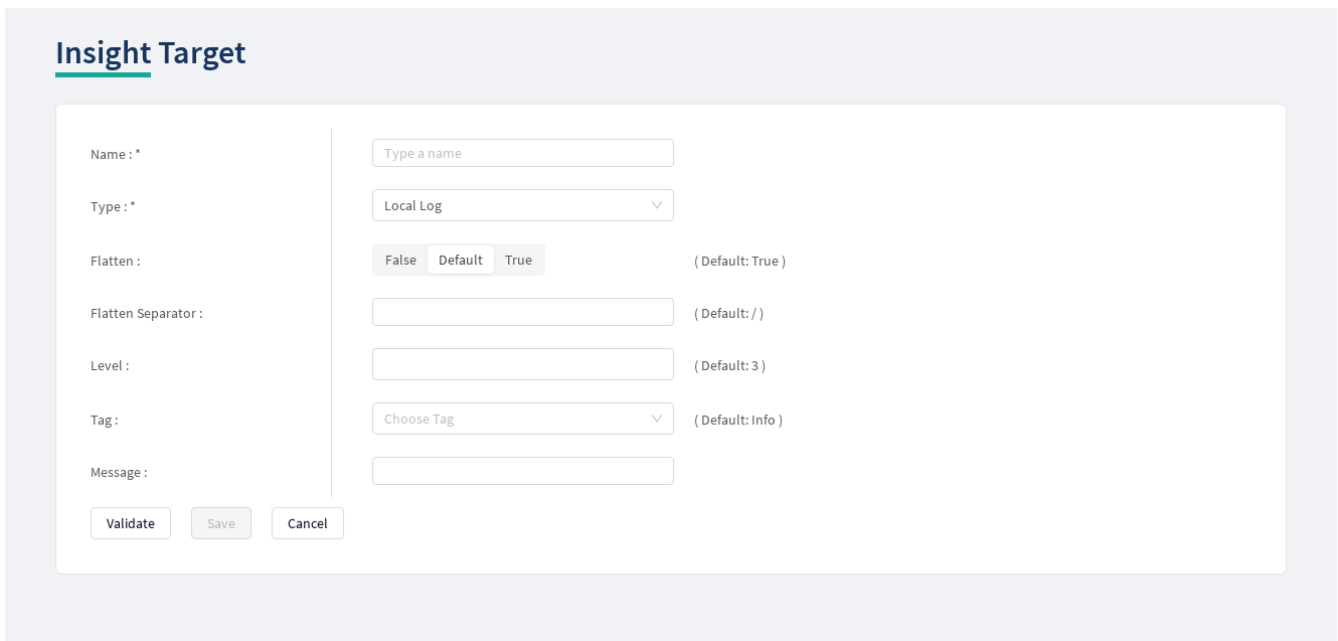 Insight Target
Name : * Type a name
Type : * Local Log
Flatten : False Default True ( Default: True )
Flatten Separator : ( Default: / )
Level : ( Default: 3 )
Tag : Choose Tag ( Default: Info )
Message :
Validate Save Cancel